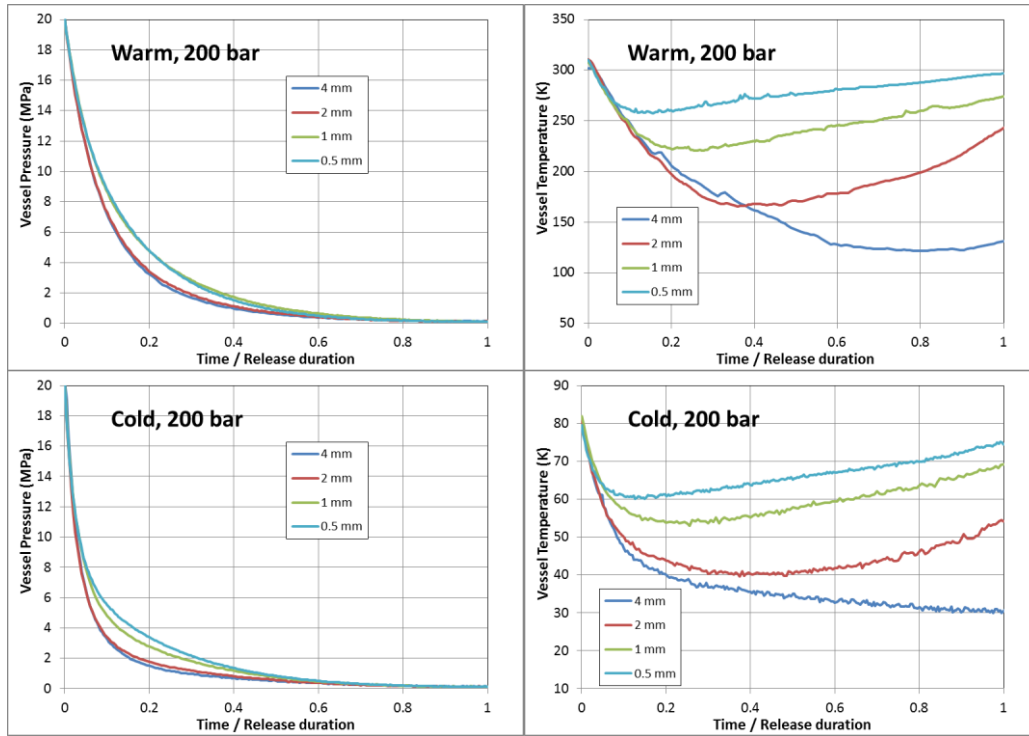 Warm, 200 bar
Vessel Pressure (MPa)
20
18
16
14
12
10
8
6
4
2
0
4 mm
2 mm
1 mm
0.5 mm
0 0.2 0.4 0.6 0.8 1
Time / Release duration
Warm, 200 bar
Vessel Temperature (K)
350
300
250
200
150
100
50
4 mm
2 mm
1 mm
0.5 mm
0 0.2 0.4 0.6 0.8 1
Time / Release duration
Cold, 200 bar
Vessel Pressure (MPa)
20
18
16
14
12
10
8
6
4
2
0
4 mm
2 mm
1 mm
0.5 mm
0 0.2 0.4 0.6 0.8 1
Time / Release duration
Cold, 200 bar
Vessel Temperature (K)
90
80
70
60
50
40
30
20
10
4 mm
2 mm
1 mm
0.5 mm
0 0.2 0.4 0.6 0.8 1
Time / Release duration